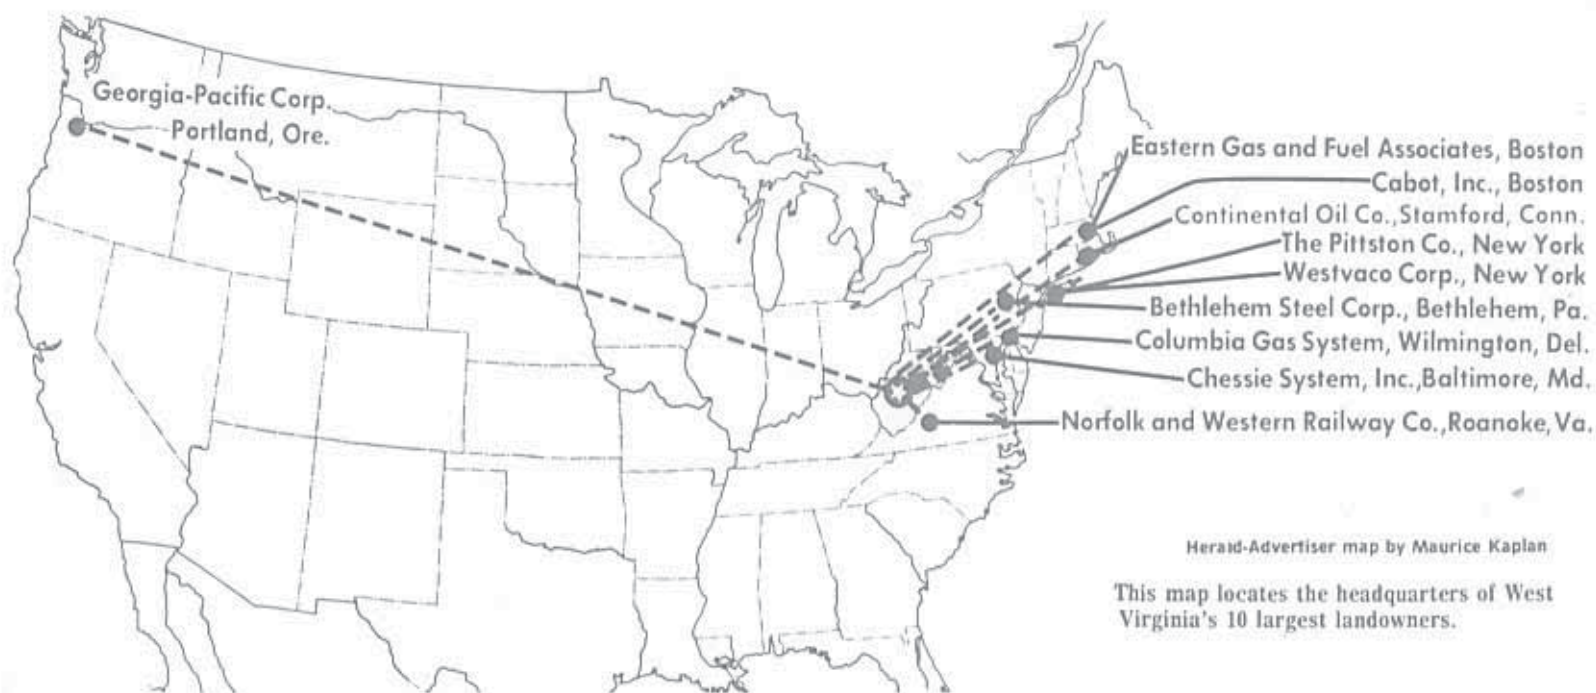 Georgia-Pacific Corp.
Portland, Ore.
Eastern Gas and Fuel Associates, Boston
Cabot, Inc., Boston
Continental Oil Co.,Stamford, Conn.
The Pittston Co., New York
Westvaco Corp., New York
Bethlehem Steel Corp., Bethlehem, Pa.
Columbia Gas System, Wilmington, Del.
Chessie System, Inc.,Baltimore, Md.
Norfolk and Western Railway Co.,Roanoke,Va.
Herald-Advertiser map by Maurice Kaplan
This map locates the headquarters of West
Virginia's 10 largest landowners.